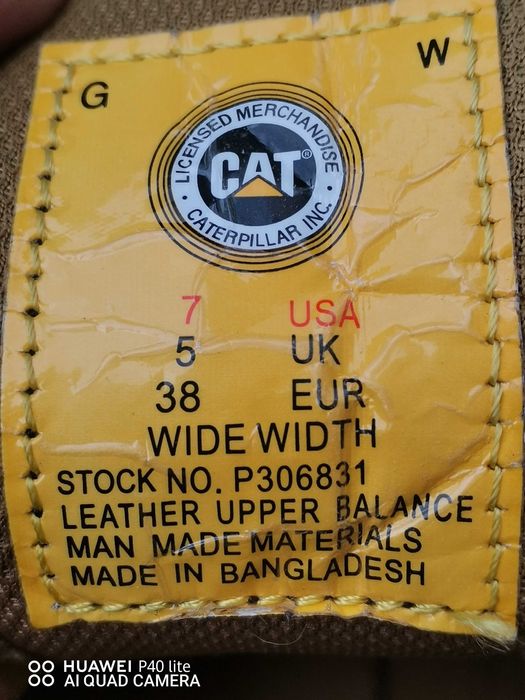 G W
LICENSED MERCHANDISE
CAT®
CATERPILLAR INC.
7 USA
5 UK
38 EUR
WIDE WIDTH
STOCK NO. P306831
LEATHER UPPER BALANCE
MAN MADE MATERIALS
MADE IN BANGLADESH
HUAWEI P40 lite
AI QUAD CAMERA